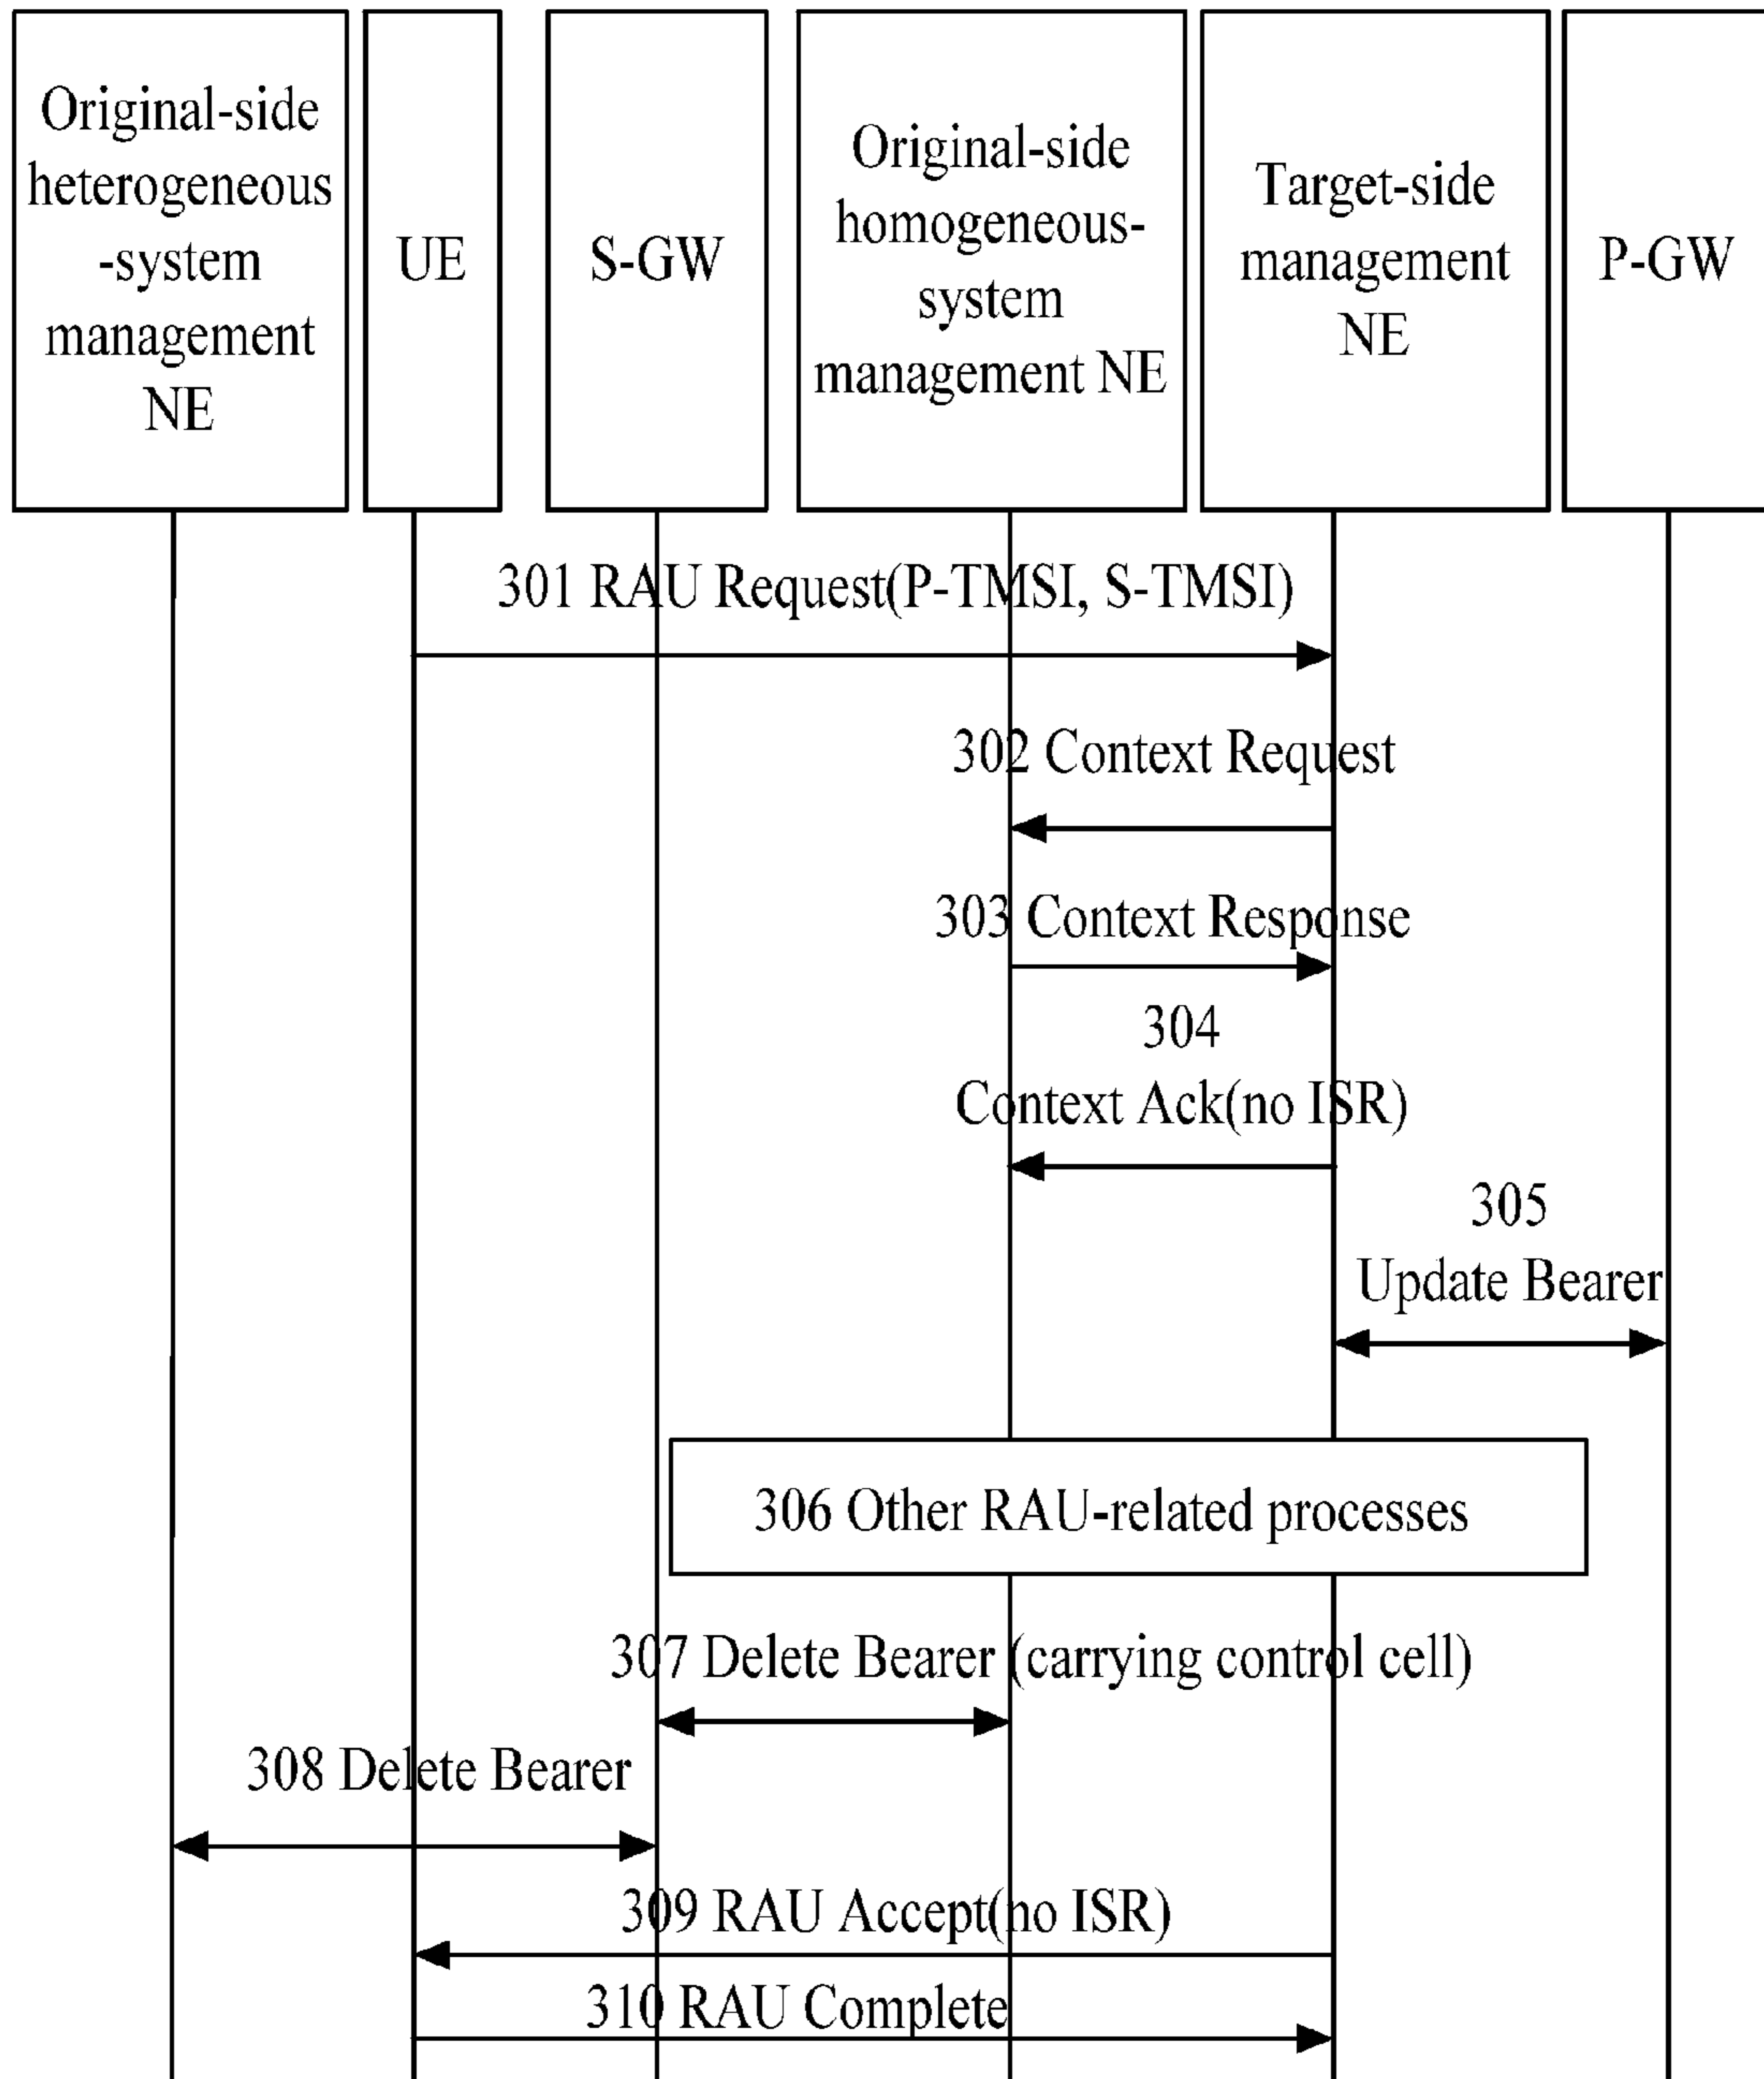 Original-side
heterogeneous
-system
management
NE
UE
S-GW
Original-side
homogeneous-
system
management NE
Target-side
management
NE
P-GW
301 RAU Request(P-TMSI, S-TMSI)
302 Context Request
303 Context Response
304
Context Ack(no ISR)
305
Update Bearer
306 Other RAU-related processes
307 Delete Bearer (carrying control cell)
308 Delete Bearer
309 RAU Accept(no ISR)
310 RAU Complete